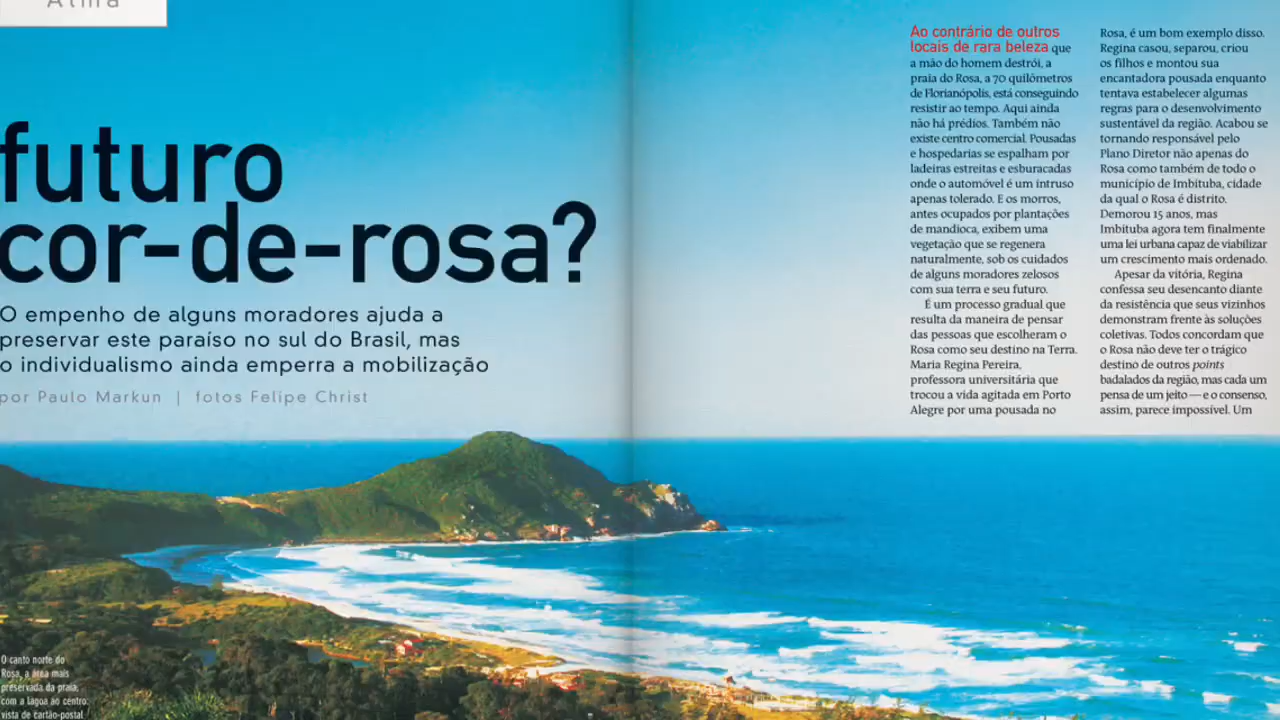 Alma
futuro
cor-de-rosa?
O empenho de alguns moradores ajuda a
preservar este paraíso no sul do Brasil, mas
o individualismo ainda emperra a mobilização
por Paulo Markun | fotos Felipe Christ
O canto norte do
Rosa, a área mais
preservada da praia,
com a lagoa ao centro:
vista de cartão-postal
Ao contrário de outros
locais de rara beleza que
a mão do homem destrói, a
praia do Rosa, a 70 quilômetros
de Florianópolis, está conseguindo
resistir ao tempo. Aqui ainda
não há prédios. Também não
existe centro comercial. Pousadas
e hospedarias se espalham por
ladeiras estreitas e esburacadas
onde o automóvel é um intruso
apenas tolerado. E os morros,
antes ocupados por plantações
de mandioca, exibem uma
vegetação que se regenera
naturalmente, sob os cuidados
de alguns moradores zelosos
com sua terra e seu futuro.
É um processo gradual que
resulta da maneira de pensar
das pessoas que escolheram o
Rosa como seu destino na Terra.
Maria Regina Pereira,
professora universitária que
trocou a vida agitada em Porto
Alegre por uma pousada no
Rosa, é um bom exemplo disso.
Regina casou, separou, criou
os filhos e montou sua
encantadora pousada enquanto
tentava estabelecer algumas
regras para o desenvolvimento
sustentável da região. Acabou se
tornando responsável pelo
Plano Diretor não apenas do
Rosa como também de todo o
município de Imbituba, cidade
da qual o Rosa é distrito.
Demorou 15 anos, mas
Imbituba agora tem finalmente
uma lei urbana capaz de viabilizar
um crescimento mais ordenado.
Apesar da vitória, Regina
confessa seu desencanto diante
da resistência que seus vizinhos
demonstram frente às soluções
coletivas. Todos concordam que
o Rosa não deve ter o trágico
destino de outros points
badalados da região, mas cada um
pensa de um jeito — e o consenso,
assim, parece impossível. Um